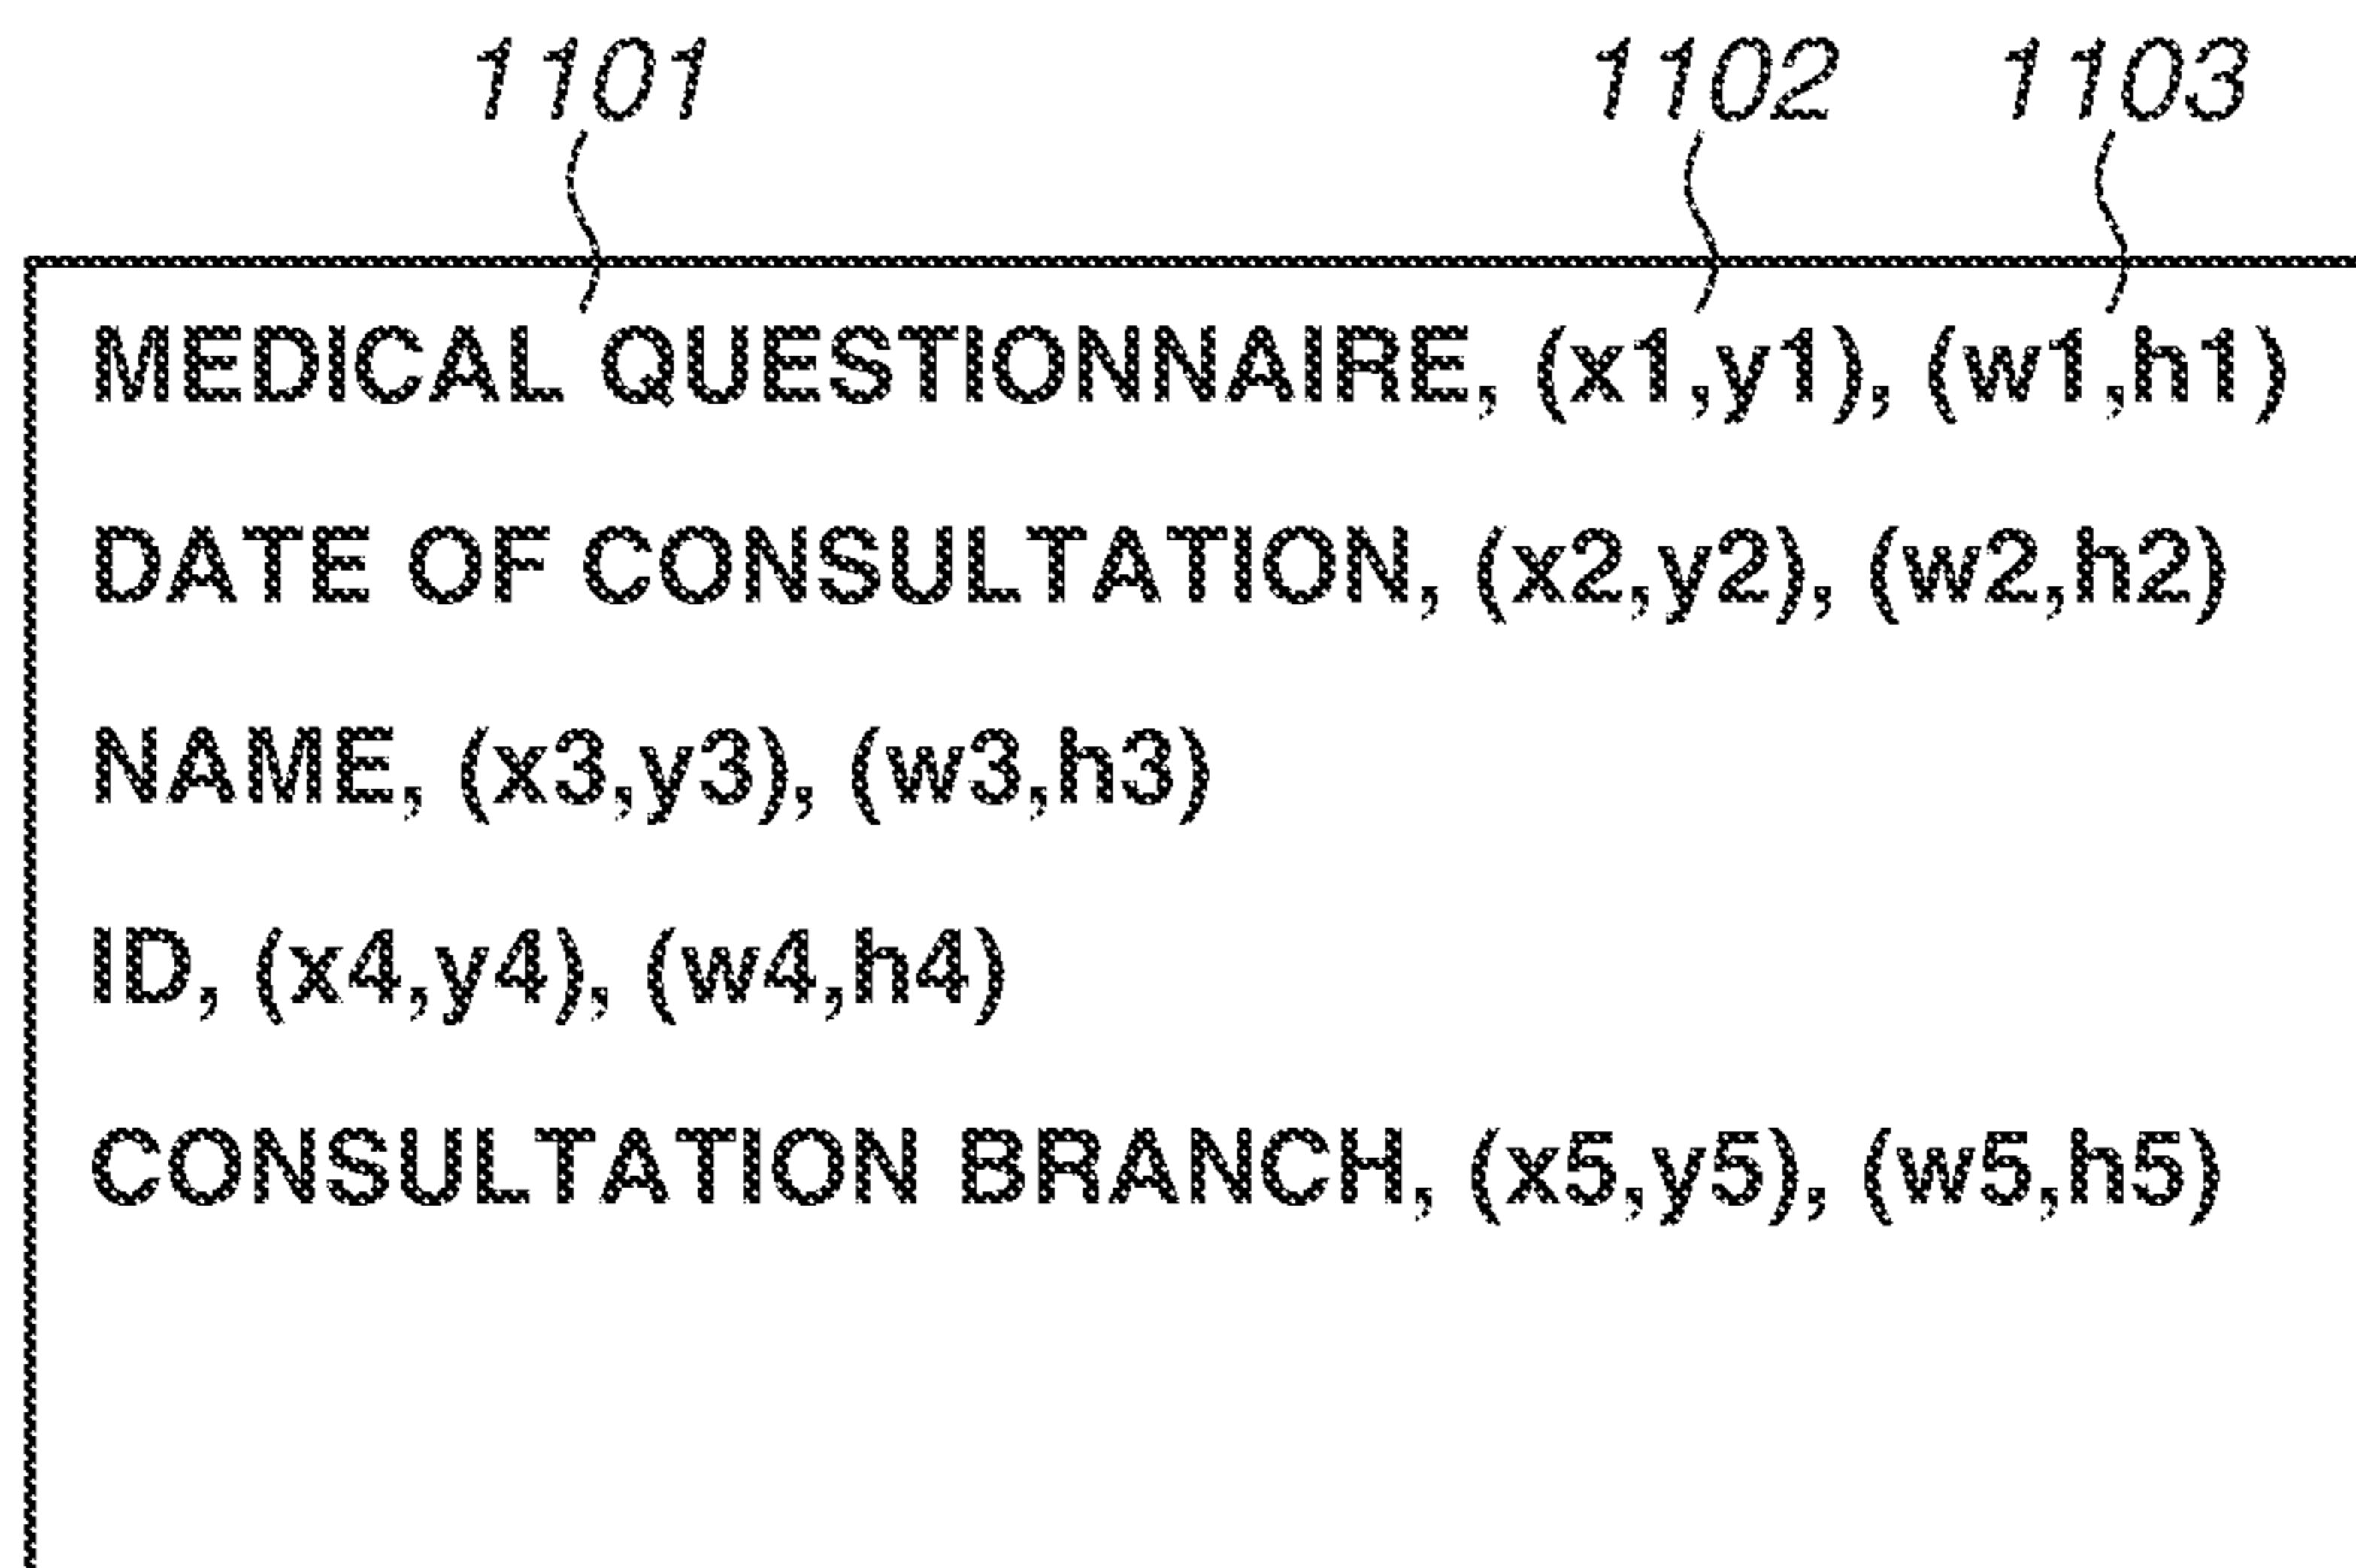 1101 1102 1103
MEDICAL QUESTIONNAIRE, (x1,y1), (w1,h1)
DATE OF CONSULTATION, (x2,y2), (w2,h2)
NAME, (x3,y3), (w3,h3)
ID, (x4,y4), (w4,h4)
CONSULTATION BRANCH, (x5,y5), (w5,h5)